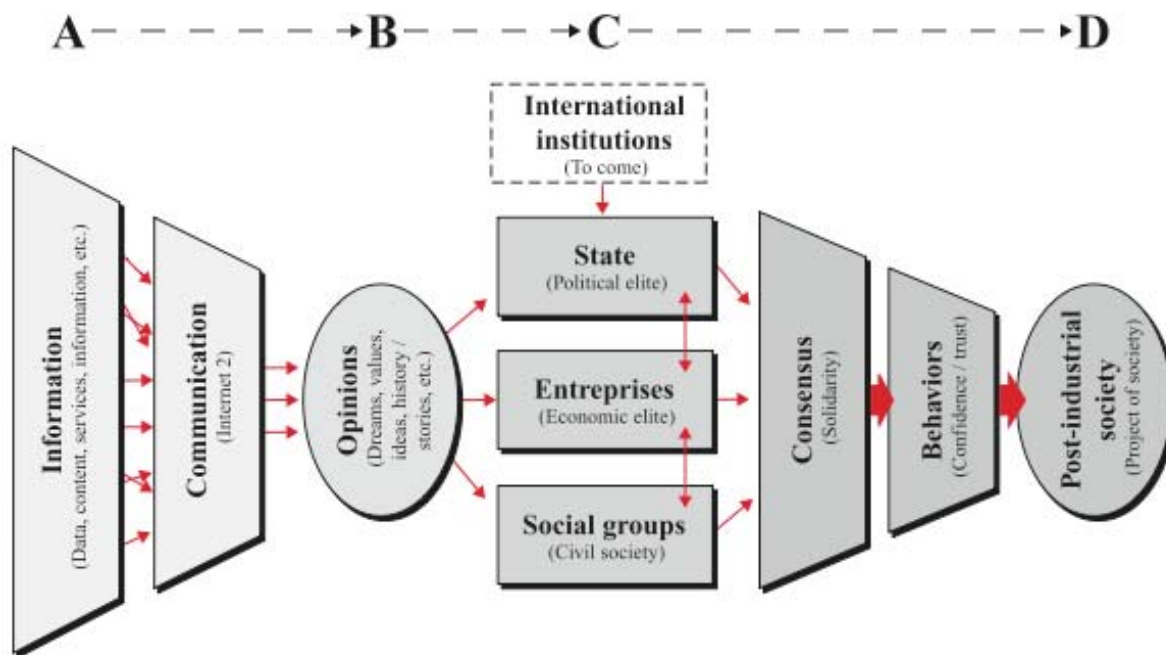 A B C D
International
institutions
(To come)
Information
(Data, content, services, information, etc.)
Communication
(Internet 2)
Opinions
(Dreams, values,
ideas, history /
stories, etc.)
State
(Political elite)
Entreprises
(Economic elite)
Social groups
(Civil society)
Consensus
(Solidarity)
Behaviors
(Confidence / trust)
Post-industrial
society
(Project of society)